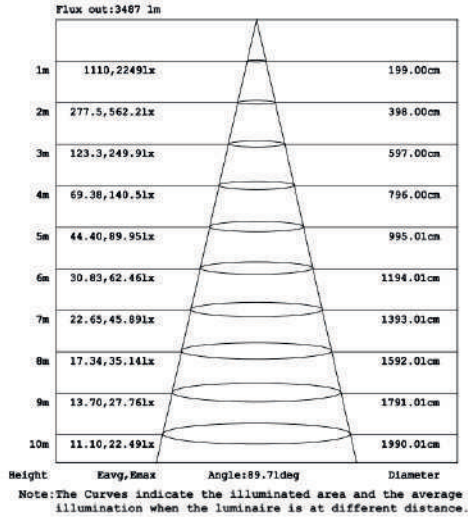 Flux out:3487 lm
1m 1110,2249lx 199.00cm
2m 277.5,562.2lx 398.00cm
3m 123.3,249.9lx 597.00cm
4m 69.38,140.5lx 796.00cm
5m 44.40,89.95lx 995.01cm
6m 30.83,62.46lx 1194.01cm
7m 22.65,45.89lx 1393.01cm
8m 17.34,35.14lx 1592.01cm
9m 13.70,27.76lx 1791.01cm
10m 11.10,22.49lx 1990.01cm
Height Eavg,Emax Angle:89.71deg Diameter
Note:The Curves indicate the illuminated area and the average
illumination when the luminaire is at different distance.